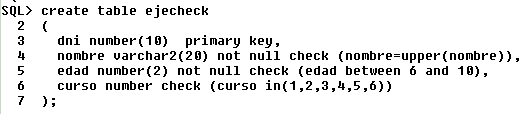 SQL> create table ejecheck
2 (
3 dni number(10) primary key,
4 nombre varchar2(20) not null check (nombre=upper(nombre)),
5 edad number(2) not null check (edad between 6 and 10),
6 curso number check (curso in(1,2,3,4,5,6))
7 );